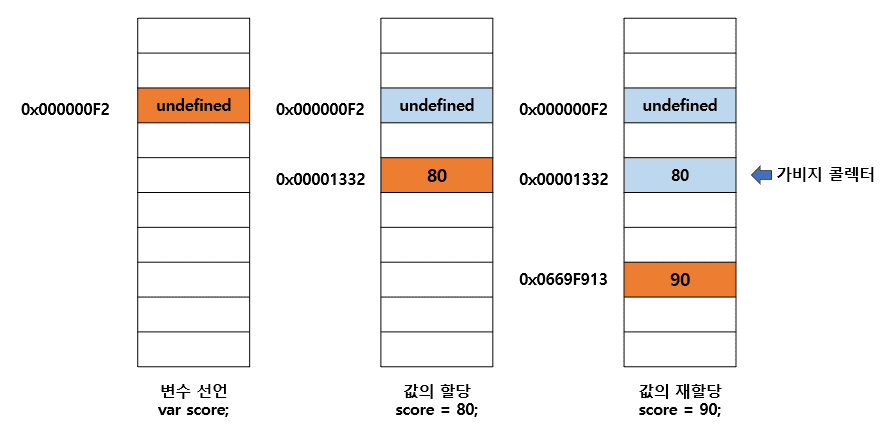 0x000000F2
undefined
변수 선언
var score;
0x000000F2
undefined
0x00001332
80
값의 할당
score = 80;
0x000000F2
undefined
0x00001332
80
가비지 콜렉터
0x0669F913
90
값의 재할당
score = 90;